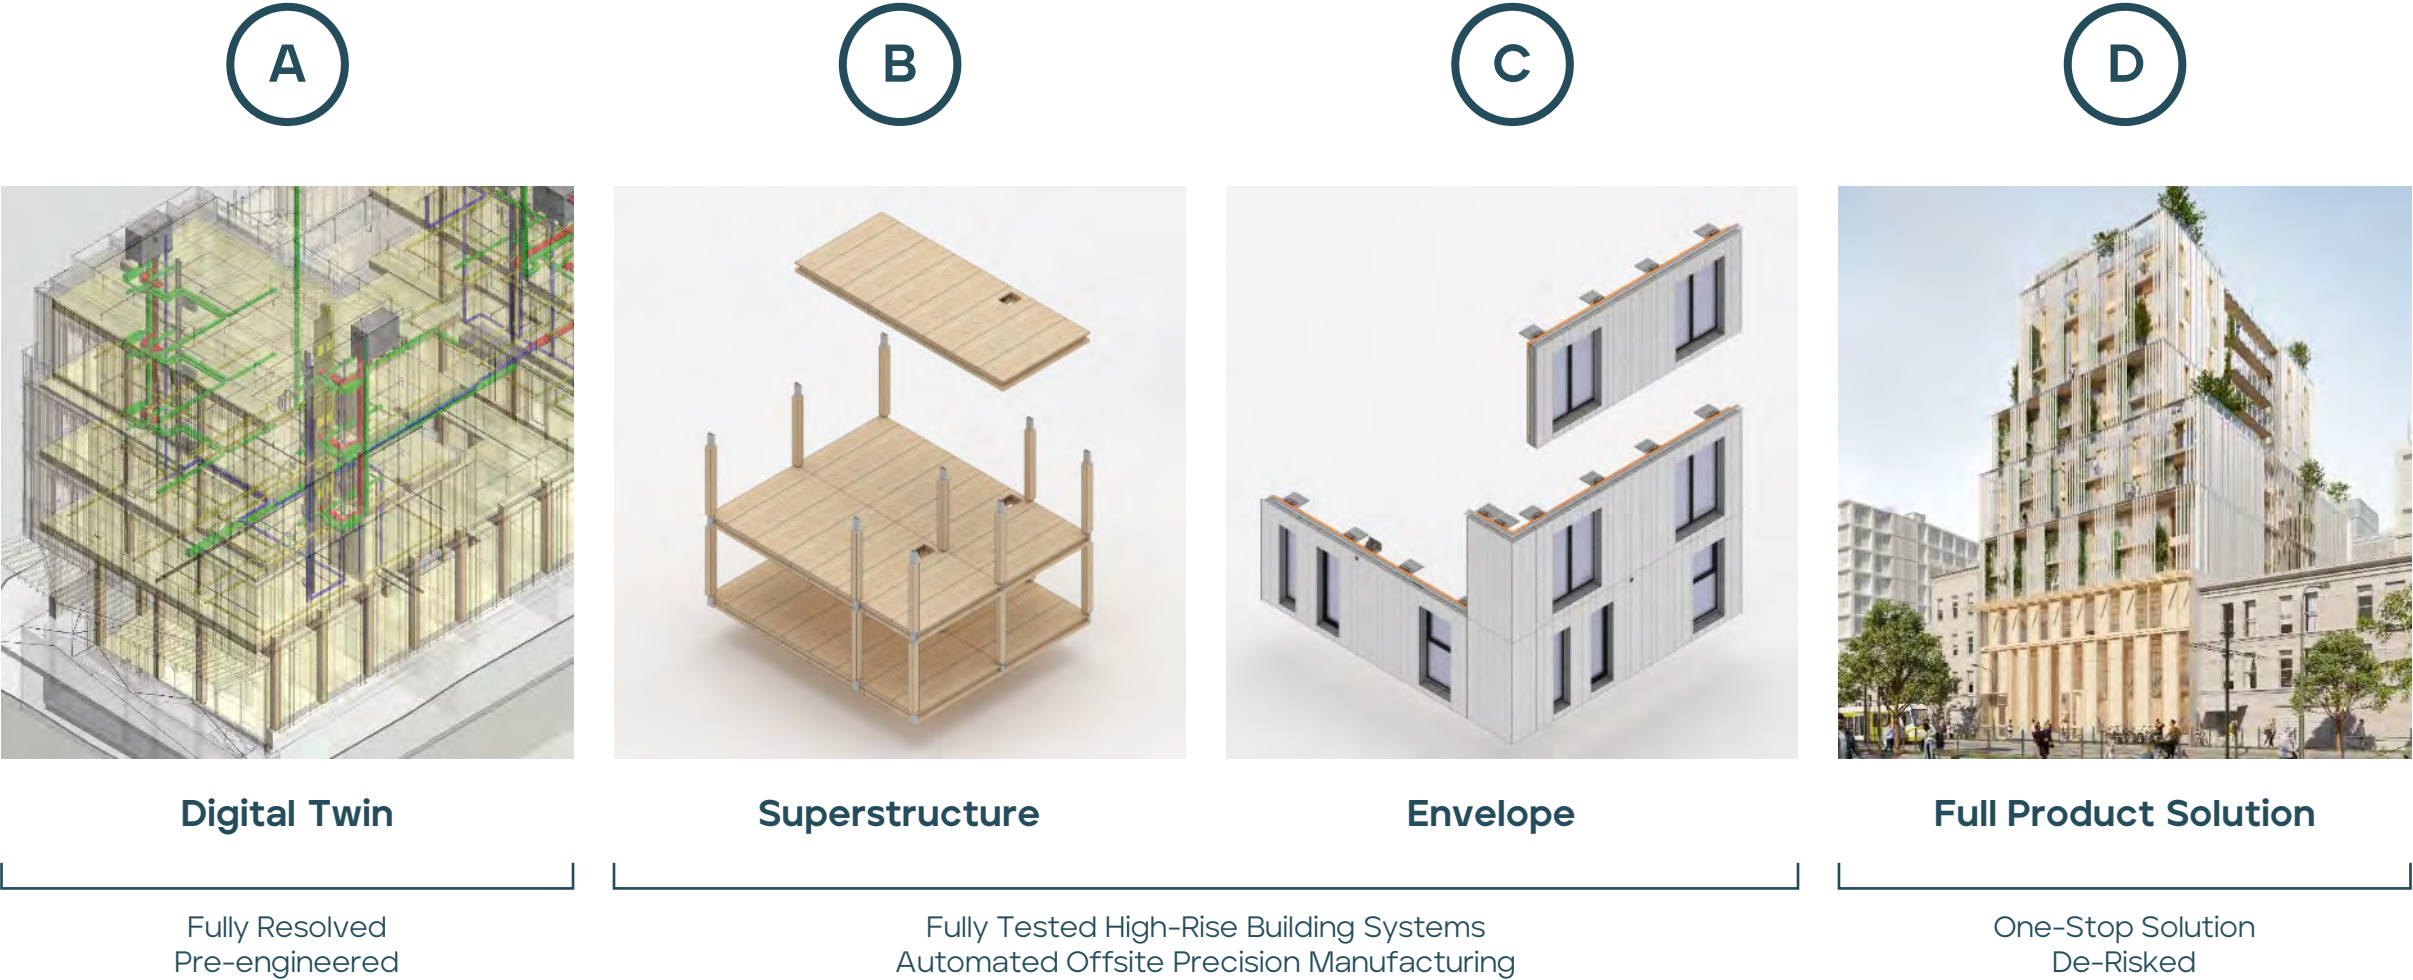 A
B
C
D
Digital Twin
Superstructure
Envelope
Full Product Solution
Fully Resolved
Pre-engineered
Fully Tested High-Rise Building Systems
Automated Offsite Precision Manufacturing
One-Stop Solution
De-Risked